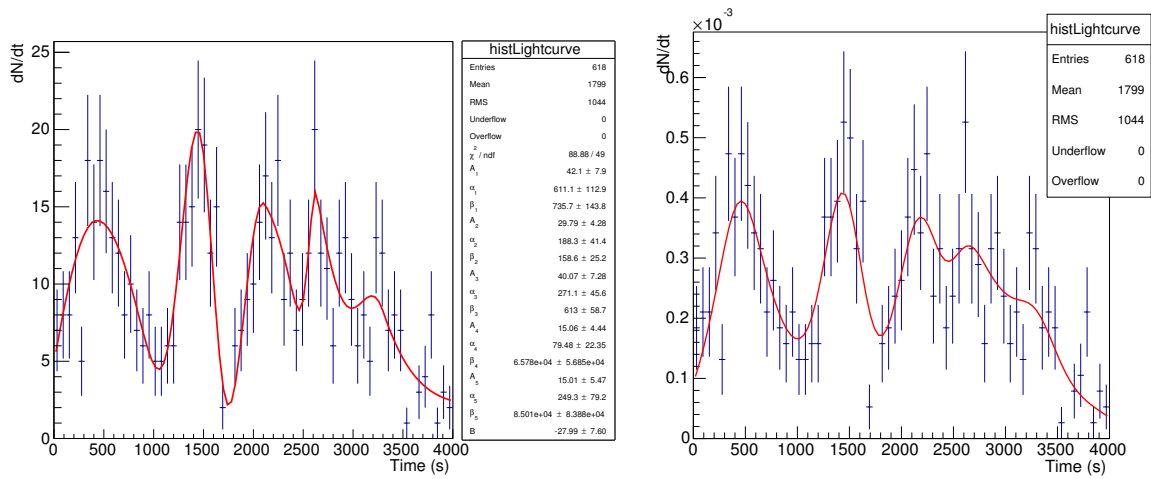 dN/dt
25
20
15
10
5
0
0 500 1000 1500 2000 2500 3000 3500 4000
Time (s)
histLightcurve
Entries 618
Mean 1799
RMS 1044
Underflow 0
Overflow 0
χ² / ndf 88.88 / 49
A₁ 42.1 ± 7.9
α₁ 611.1 ± 112.9
β₁ 735.7 ± 143.8
A₂ 29.79 ± 4.28
α₂ 188.3 ± 41.4
β₂ 158.6 ± 25.2
A₃ 40.07 ± 7.28
α₃ 271.1 ± 45.6
β₃ 613 ± 58.7
A₄ 15.06 ± 4.44
α₄ 79.48 ± 22.35
β₄ 6.578e+04 ± 5.685e+04
A₅ 15.01 ± 5.47
α₅ 249.3 ± 79.2
β₅ 8.501e+04 ± 8.388e+04
B -27.99 ± 7.60
×10⁻³
dN/dt
0.6
0.5
0.4
0.3
0.2
0.1
0
0 500 1000 1500 2000 2500 3000 3500 4000
Time (s)
histLightcurve
Entries 618
Mean 1799
RMS 1044
Underflow 0
Overflow 0